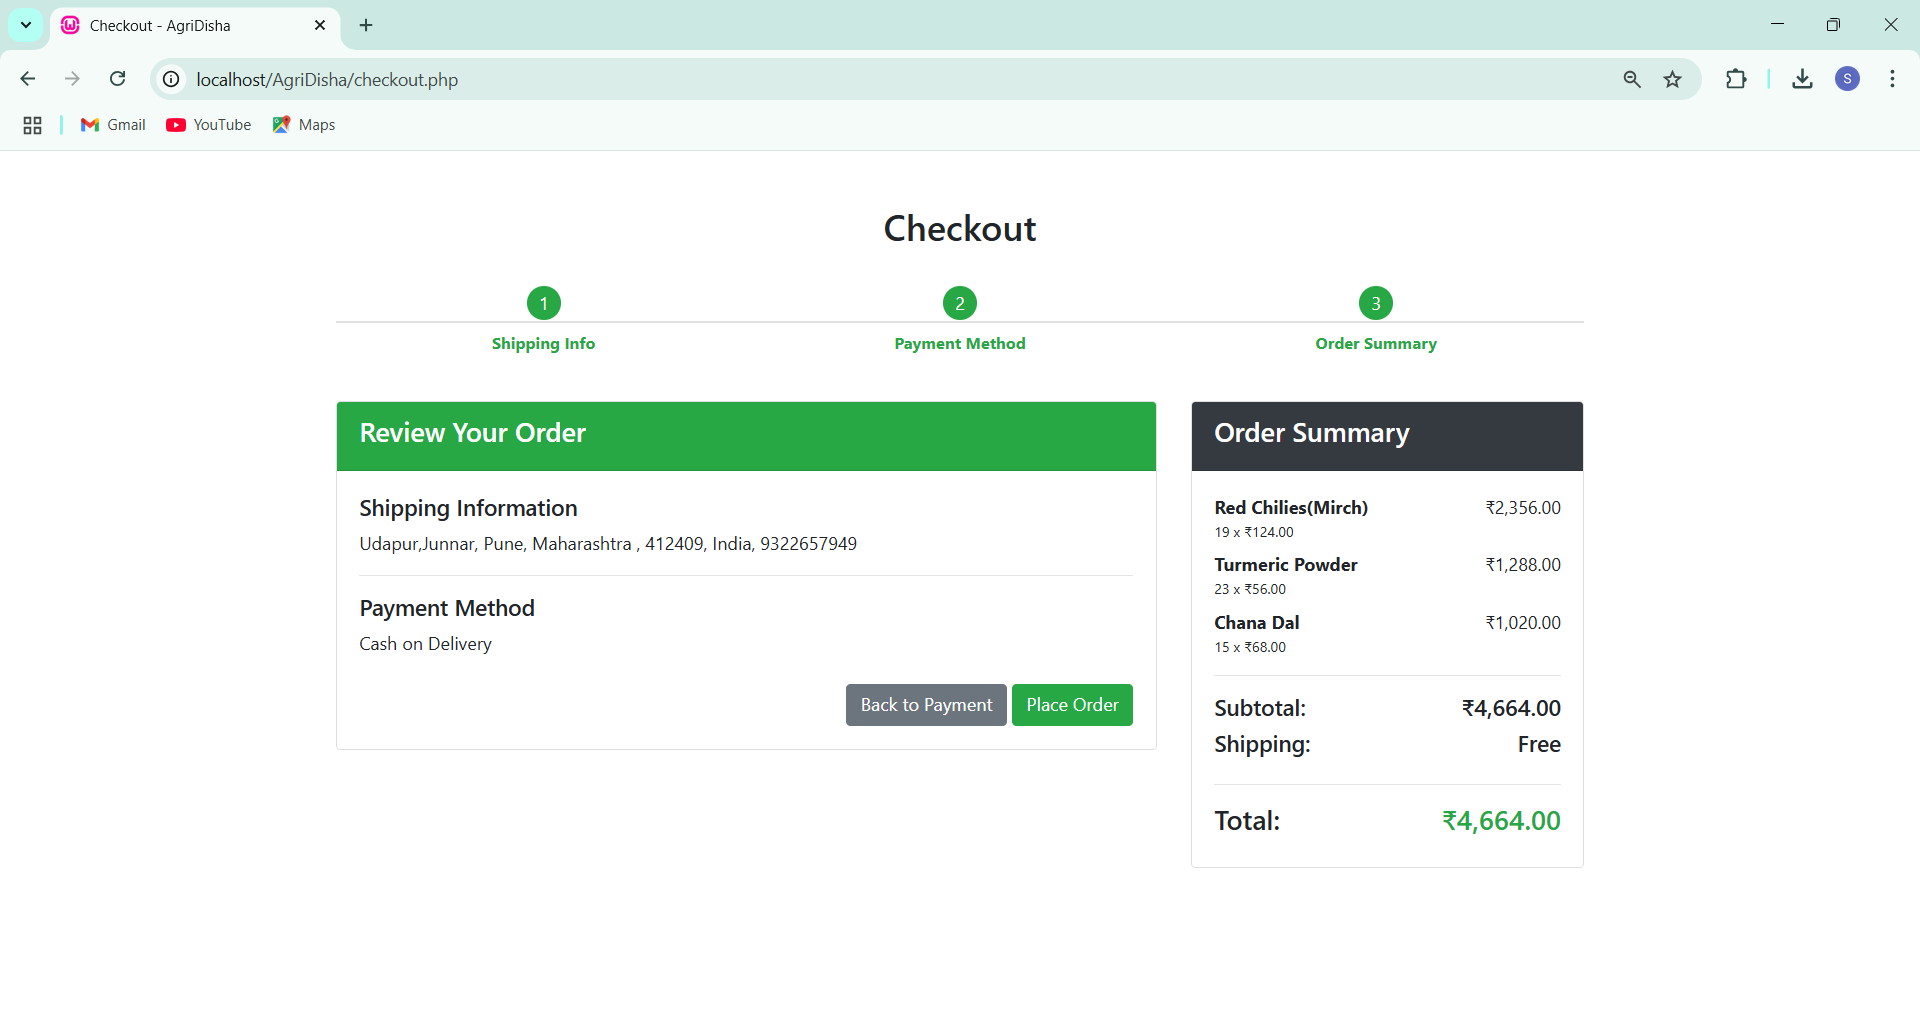 Checkout - AgriDisha
localhost/AgriDisha/checkout.php
S
Gmail
YouTube
Maps
Checkout
1
2
3
Shipping Info
Payment Method
Order Summary
Review Your Order
Shipping Information
Udapur,Junnar, Pune, Maharashtra , 412409, India, 9322657949
Payment Method
Cash on Delivery
Back to Payment
Place Order
Order Summary
Red Chilies(Mirch) ₹2,356.00
19 x ₹124.00
Turmeric Powder ₹1,288.00
23 x ₹56.00
Chana Dal ₹1,020.00
15 x ₹68.00
Subtotal: ₹4,664.00
Shipping: Free
Total: ₹4,664.00